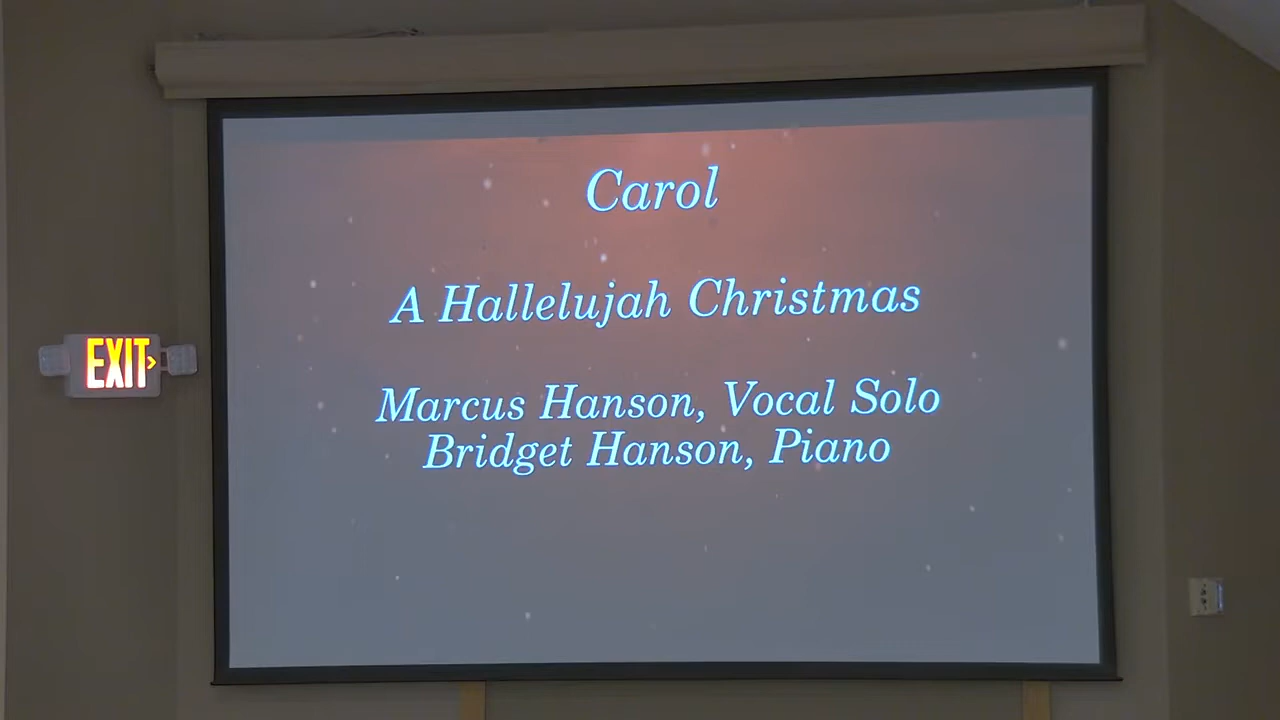 Carol
A Hallelujah Christmas
EXIT
Marcus Hanson, Vocal Solo
Bridget Hanson, Piano